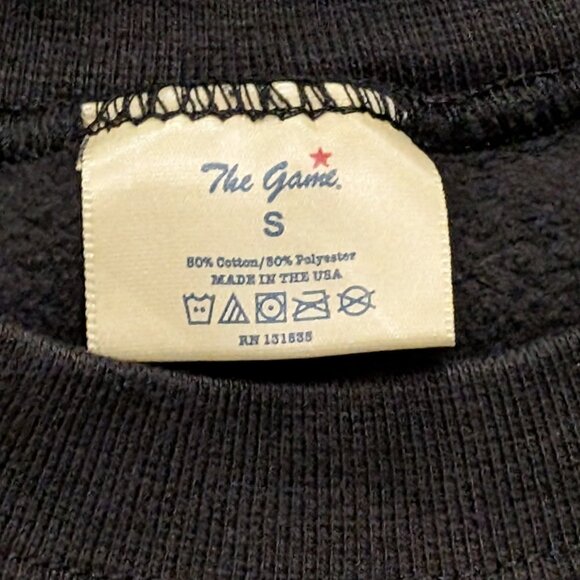 The Game.
S
50% Cotton/50% Polyester
MADE IN THE USA
RN 131535